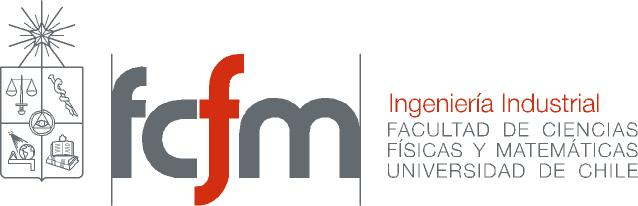 fcfm
Ingeniería Industrial
FACULTAD DE CIENCIAS
FÍSICAS Y MATEMÁTICAS
UNIVERSIDAD DE CHILE